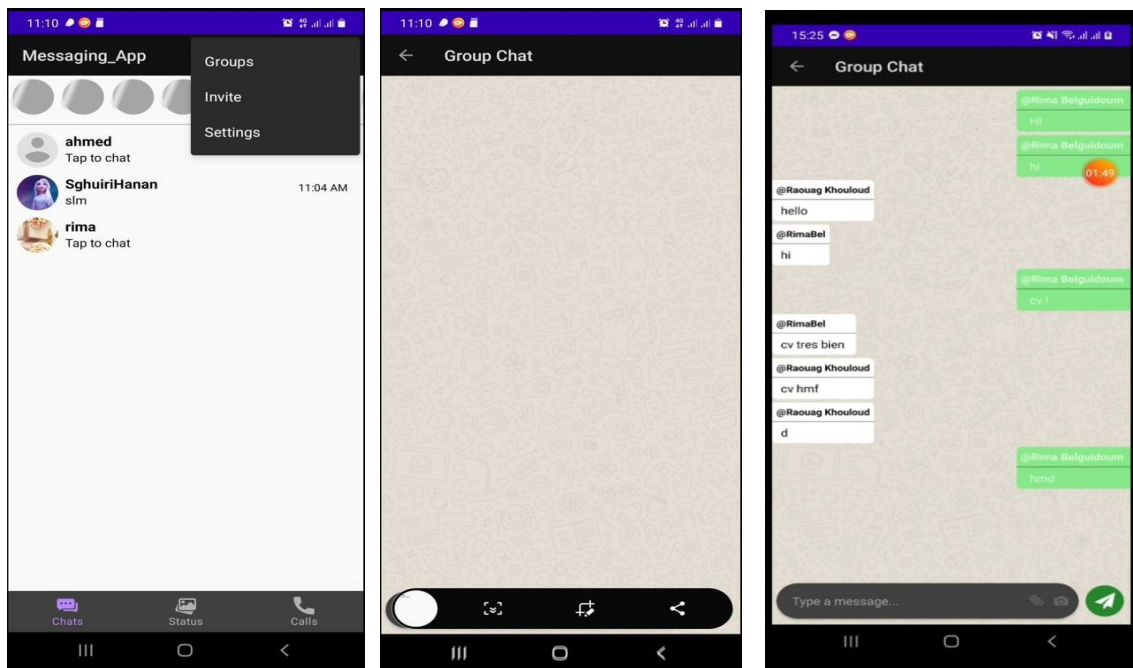 11:10
Messaging_App
Groups
Invite
Settings
ahmed
Tap to chat
SghuiriHanan
11:04 AM
slm
rima
Tap to chat
Chats
Status
Calls
11:10
Group Chat
15:25
Group Chat
@Rima Belguidoum
HI
@Rima Belguidoum
hi
01:49
@Raouag Khouloud
hello
@RimaBel
hi
@Rima Belguidoum
cv !
@RimaBel
cv tres bien
@Raouag Khouloud
cv hmf
@Raouag Khouloud
d
@Rima Belguidoum
hmd
Type a message...